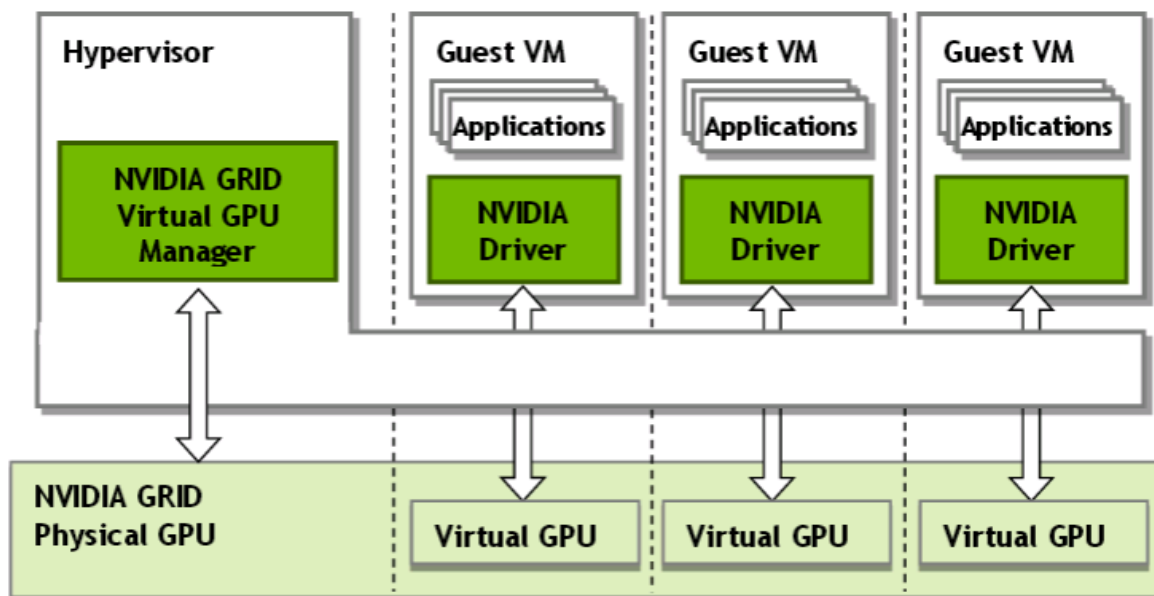 Hypervisor
NVIDIA GRID
Virtual GPU
Manager
Guest VM
Applications
NVIDIA
Driver
Guest VM
Applications
NVIDIA
Driver
Guest VM
Applications
NVIDIA
Driver
NVIDIA GRID
Physical GPU
Virtual GPU
Virtual GPU
Virtual GPU